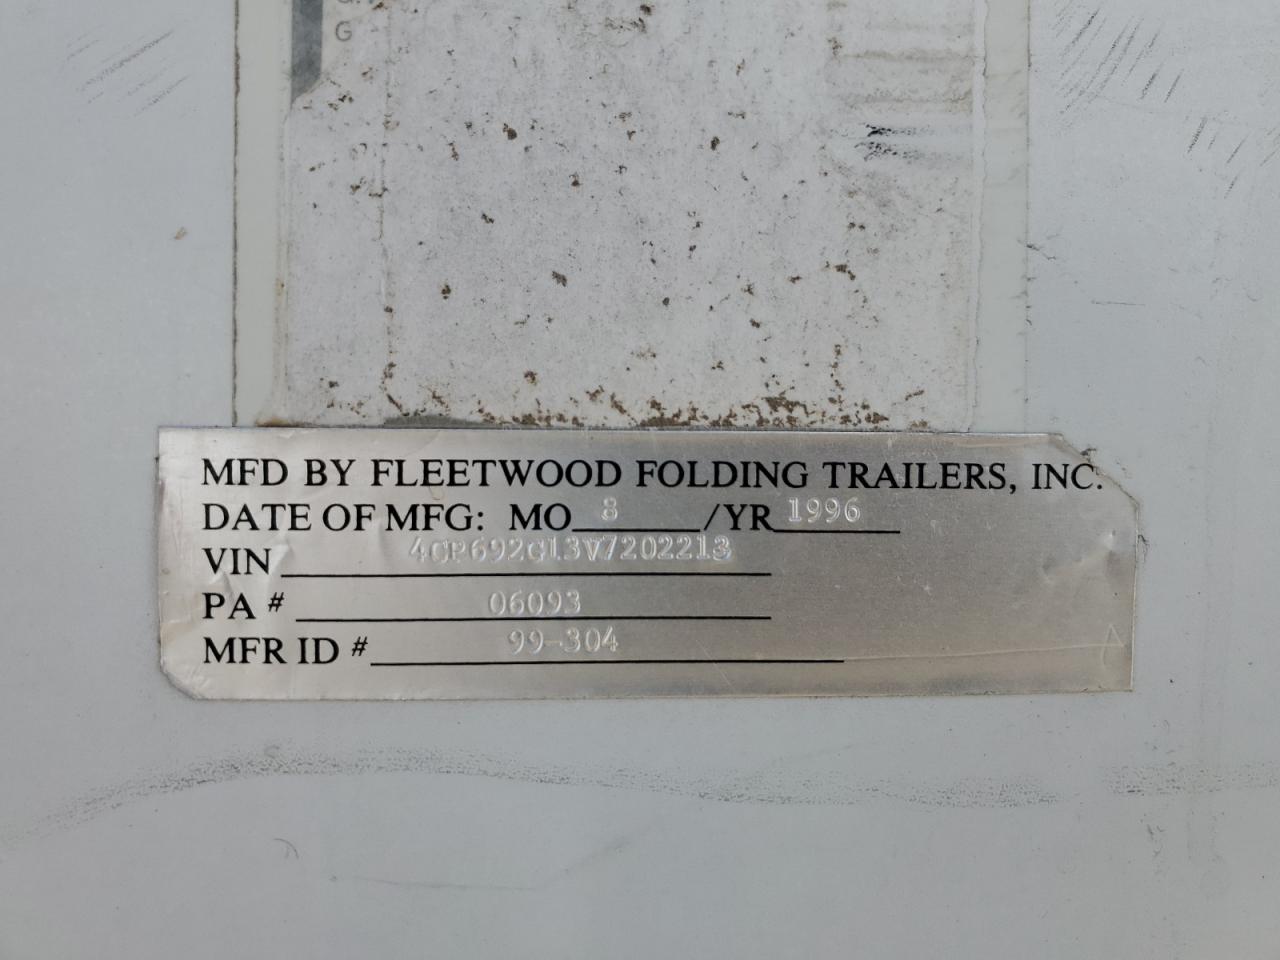 G
MFD BY FLEETWOOD FOLDING TRAILERS, INC.
DATE OF MFG: MO 8 /YR 1996
VIN 4CP692G13V7202213
PA # 06093
MFR ID # 99-304